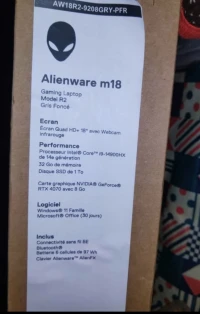 AW18R2-9208GRY-PFR
Alienware m18
Gaming Laptop
Model R2
Gris Foncé
Ecran
Ecran Quad HD+ 18" avec Webcam
Infrarouge
Performance
Processeur Intel® Core™ i9-14900HX
de 14e génération
32 Go de mémoire
Disque SSD de 1 To
Carte graphique NVIDIA® GeForce®
RTX 4070 avec 8 Go
Logiciel
Windows® 11 Famille
Microsoft® Office (30 jours)
Inclus
Connectivité sans fil 6E
Bluetooth®
Batterie 6 cellules de 97 Wh
Clavier Alienware™ AlienFX